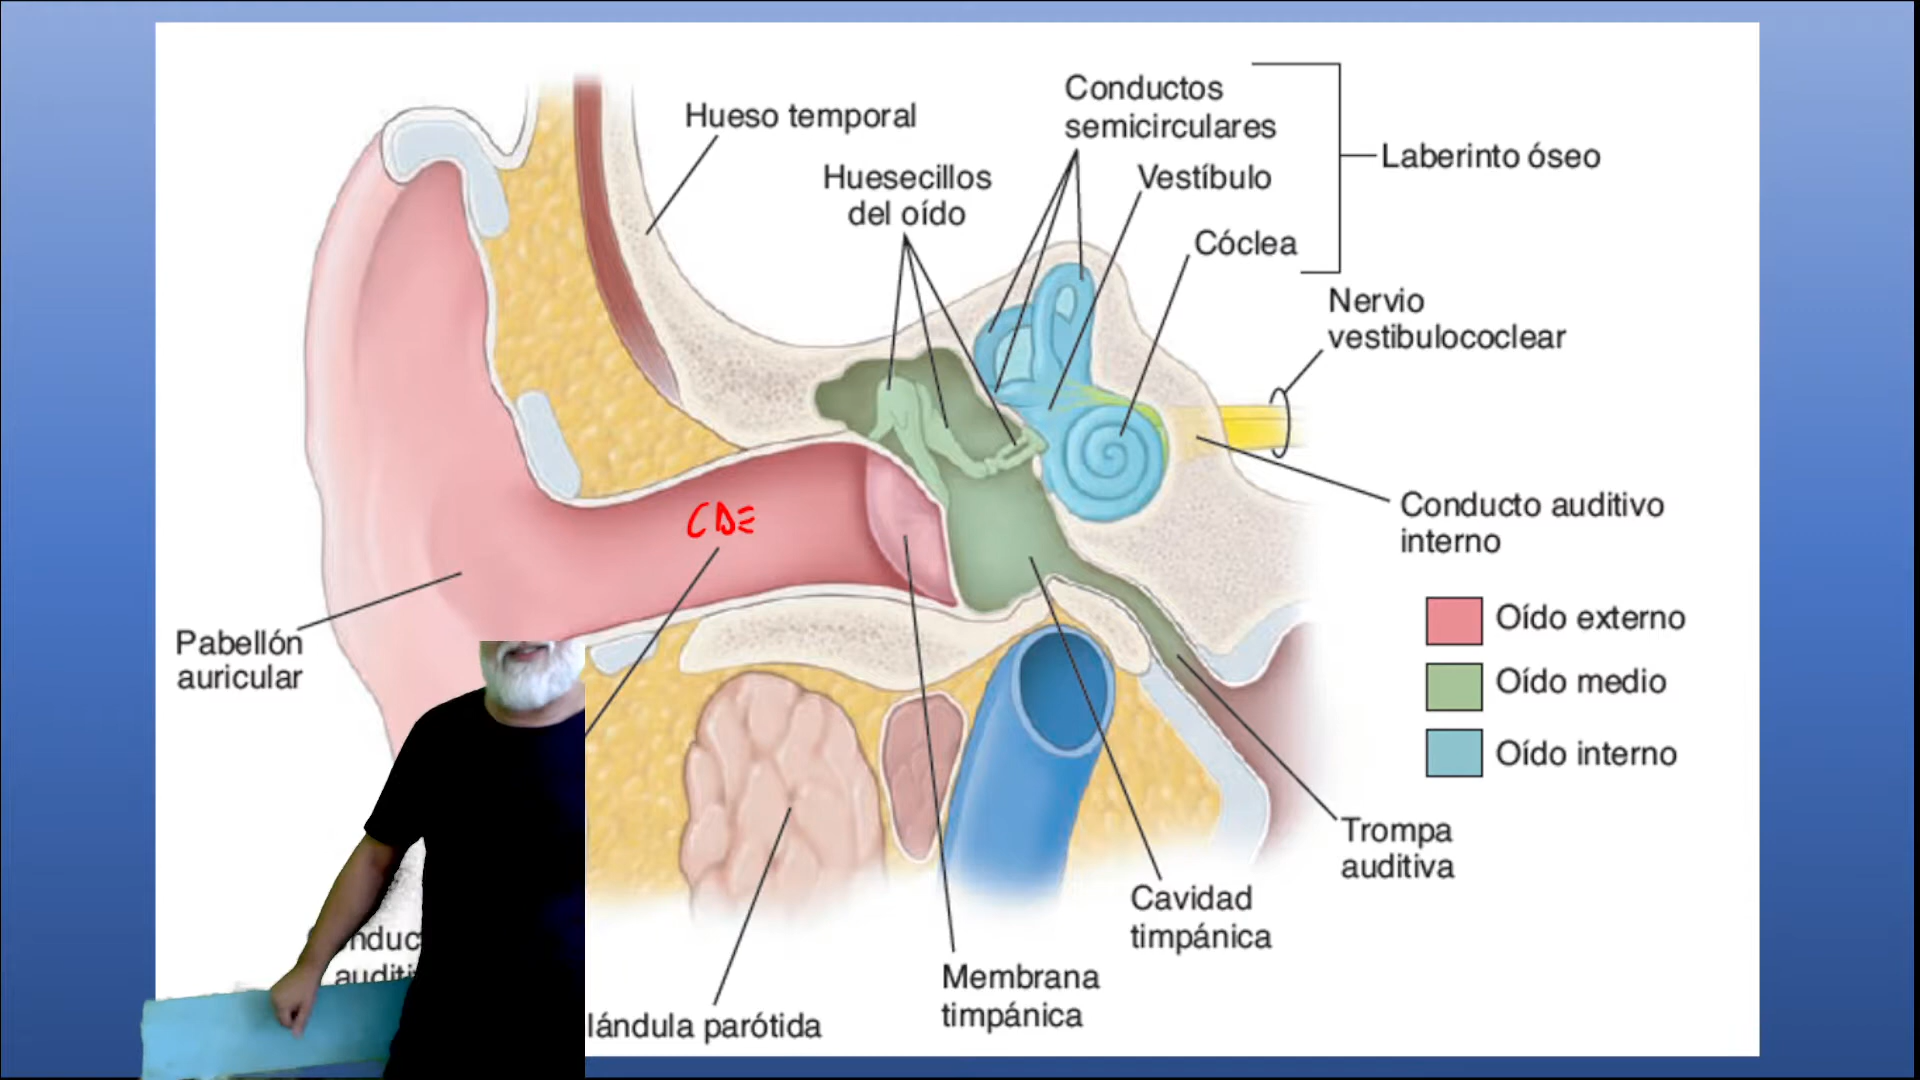 Conductos
semicirculares
Hueso temporal
Laberinto óseo
Huesecillos
del oído
Vestíbulo
Cóclea
Nervio
vestibulococlear
CAE
Conducto auditivo
interno
Oído externo
Pabellón
auricular
Oído medio
Oído interno
Trompa
auditiva
Cavidad
timpánica
Membrana
timpánica
lándula parótida